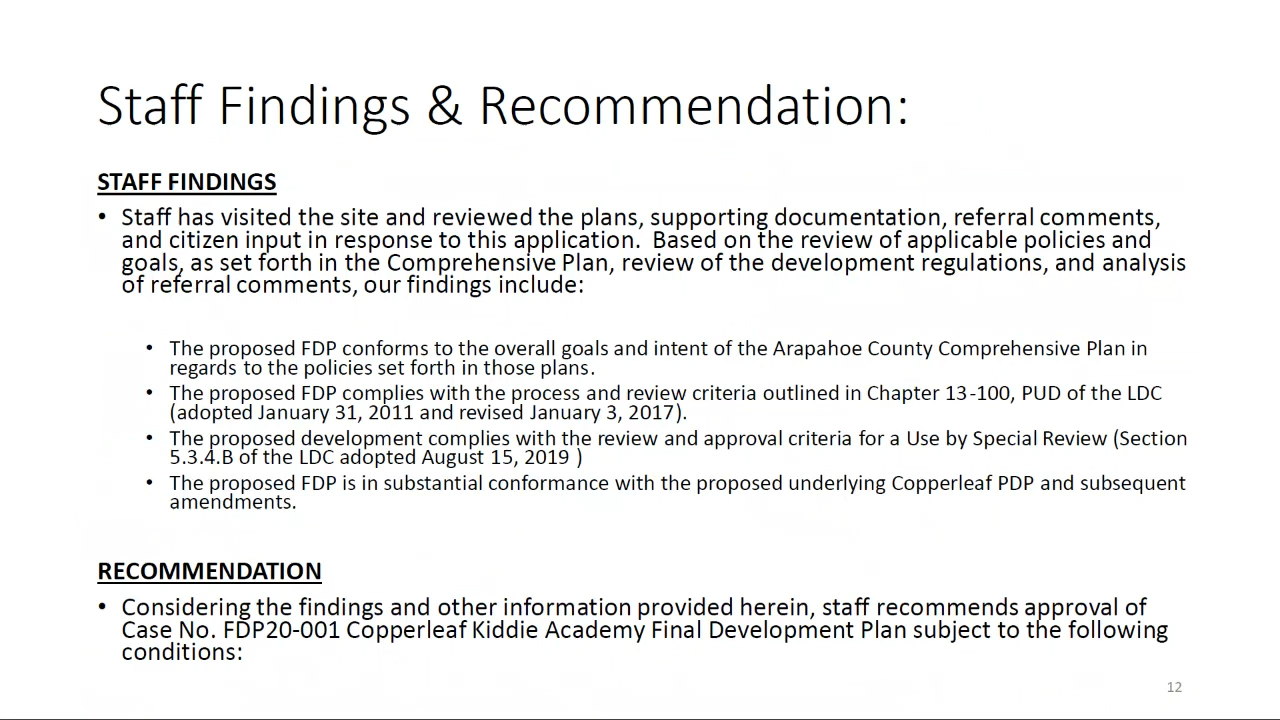 Staff Findings & Recommendation:
STAFF FINDINGS
• Staff has visited the site and reviewed the plans, supporting documentation, referral comments,
and citizen input in response to this application.  Based on the review of applicable policies and
goals, as set forth in the Comprehensive Plan, review of the development regulations, and analysis
of referral comments, our findings include:
• The proposed FDP conforms to the overall goals and intent of the Arapahoe County Comprehensive Plan in
regards to the policies set forth in those plans.
• The proposed FDP complies with the process and review criteria outlined in Chapter 13-100, PUD of the LDC
(adopted January 31, 2011 and revised January 3, 2017).
• The proposed development complies with the review and approval criteria for a Use by Special Review (Section
5.3.4.B of the LDC adopted August 15, 2019 )
• The proposed FDP is in substantial conformance with the proposed underlying Copperleaf PDP and subsequent
amendments.
RECOMMENDATION
• Considering the findings and other information provided herein, staff recommends approval of
Case No. FDP20-001 Copperleaf Kiddie Academy Final Development Plan subject to the following
conditions:
12